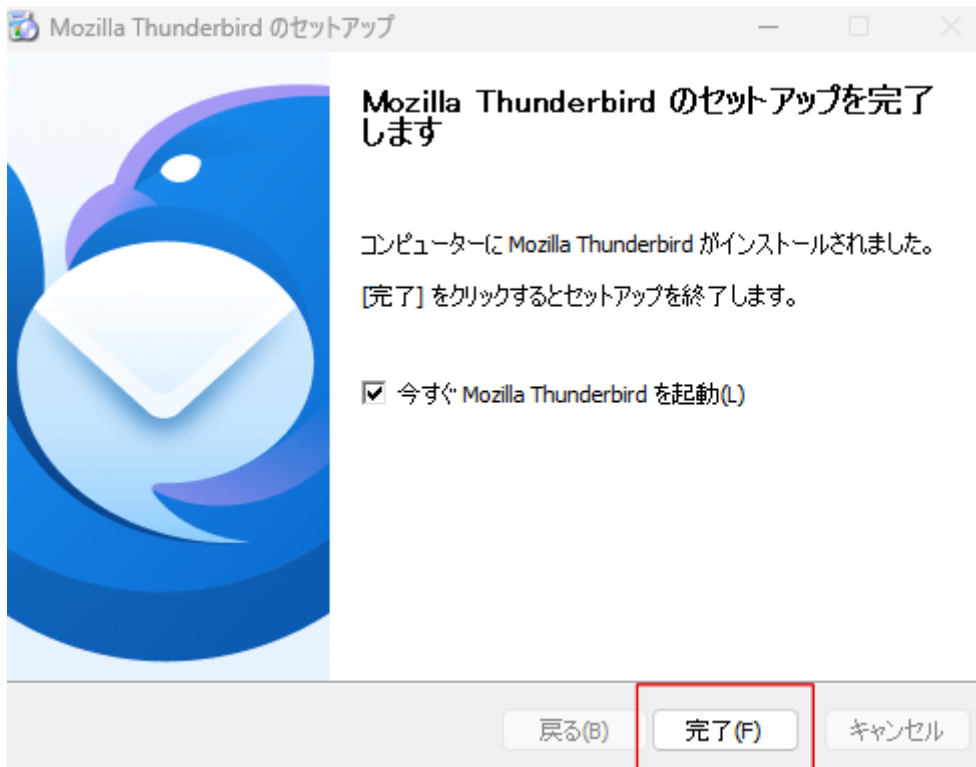 Mozilla Thunderbird のセットアップ
Mozilla Thunderbird のセットアップを完了
します
コンピューターに Mozilla Thunderbird がインストールされました。
[完了] をクリックするとセットアップを終了します。
今すぐ Mozilla Thunderbird を起動(L)
戻る(B)
完了(F)
キャンセル